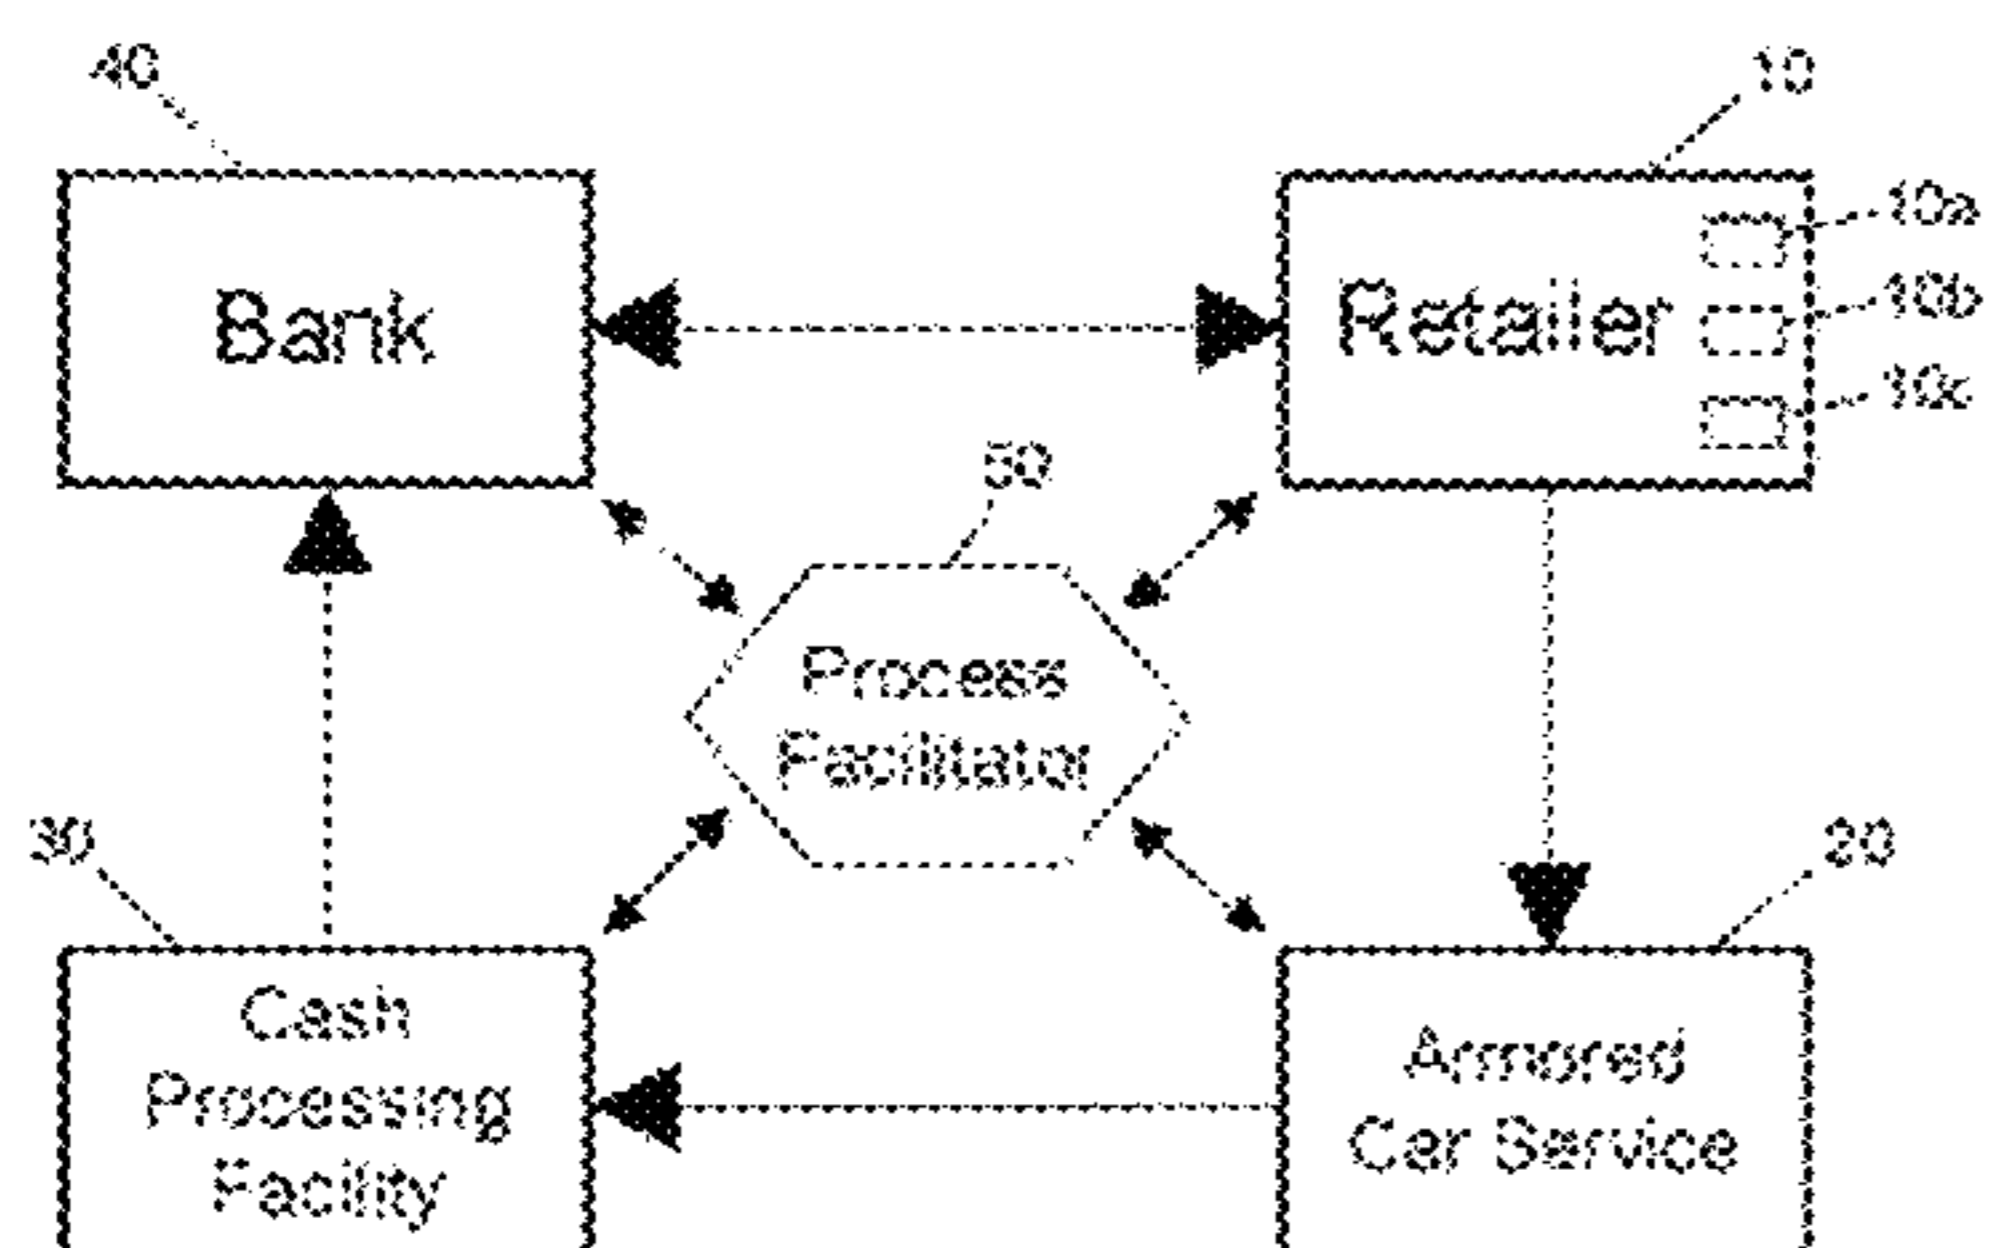 40
10
10a
Bank
Retailer
10b
10c
50
Process
Facilitator
30
20
Cash
Processing
Facility
Armored
Car Service